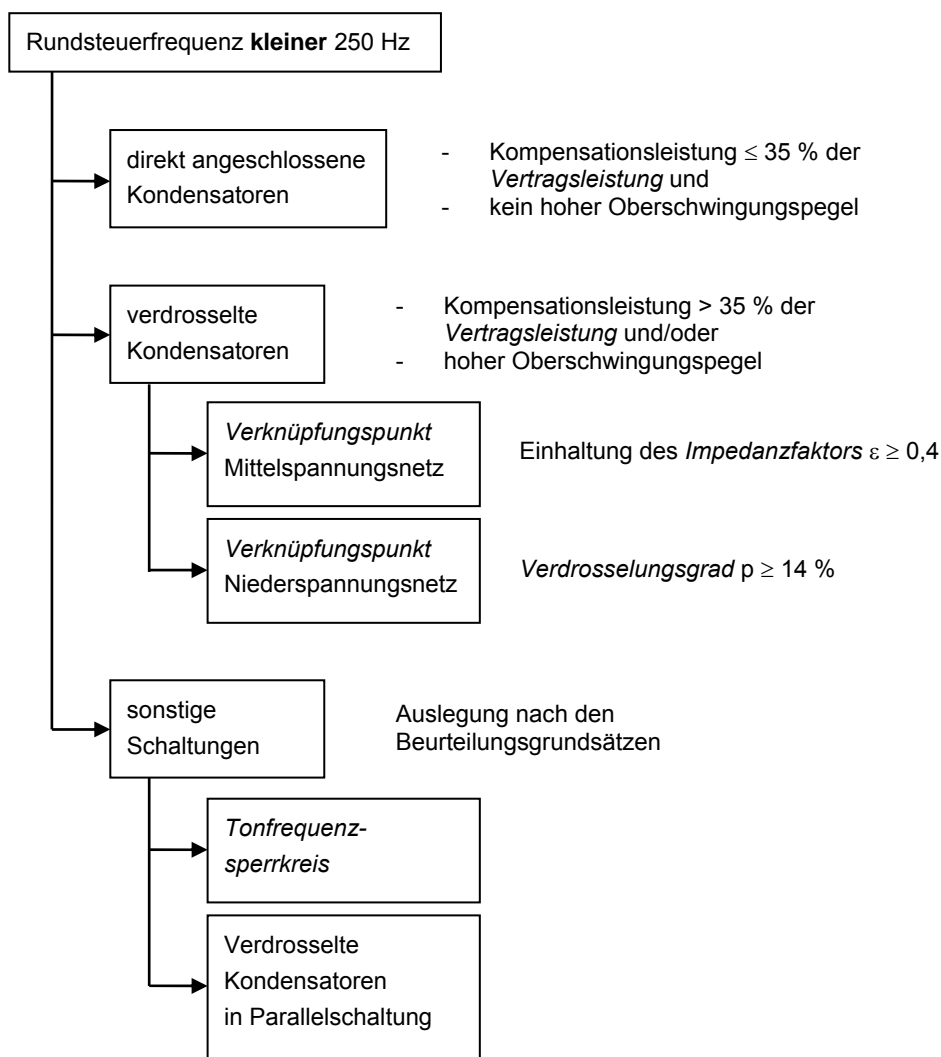 Rundsteuerfrequenz kleiner 250 Hz
direkt angeschlossene
Kondensatoren
- Kompensationsleistung ≤ 35 % der
Vertragsleistung und
- kein hoher Oberschwingungspegel
verdrosselte
Kondensatoren
- Kompensationsleistung > 35 % der
Vertragsleistung und/oder
- hoher Oberschwingungspegel
Verknüpfungspunkt
Mittelspannungsnetz
Einhaltung des Impedanzfaktors ε ≥ 0,4
Verknüpfungspunkt
Niederspannungsnetz
Verdrosselungsgrad p ≥ 14 %
sonstige
Schaltungen
Auslegung nach den
Beurteilungsgrundsätzen
Tonfrequenz-
sperrkreis
Verdrosselte
Kondensatoren
in Parallelschaltung